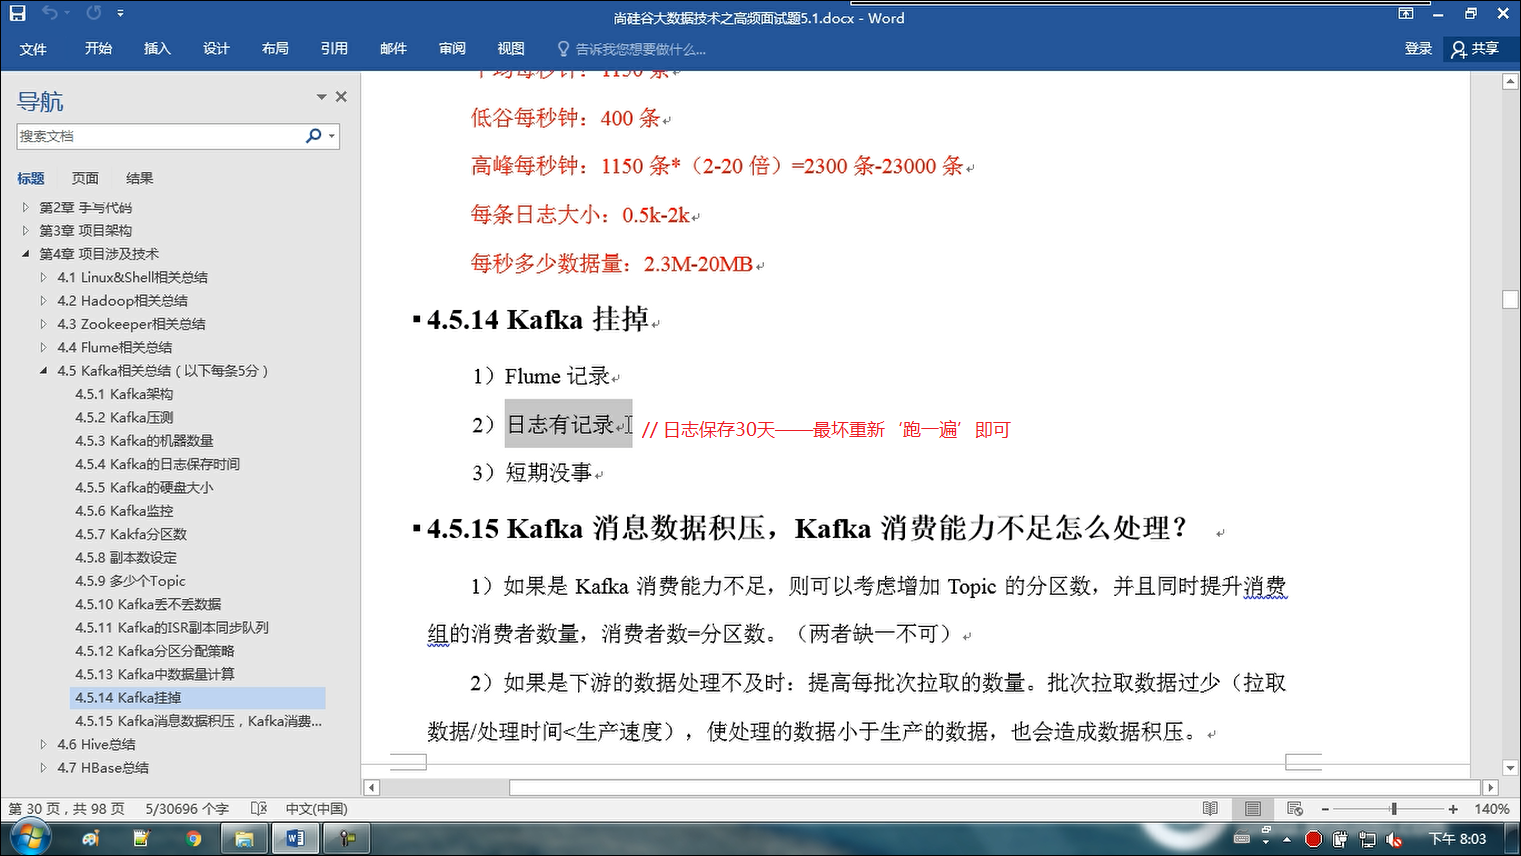 尚硅谷大数据技术之高频面试题5.1.docx - Word
文件 开始 插入 设计 布局 引用 邮件 审阅 视图 告诉我您想要做什么... 登录 共享
导航
搜索文档
标题 页面 结果
第2章 手写代码
第3章 项目架构
第4章 项目涉及技术
4.1 Linux&Shell相关总结
4.2 Hadoop相关总结
4.3 Zookeeper相关总结
4.4 Flume相关总结
4.5 Kafka相关总结（以下每条5分）
4.5.1 Kafka架构
4.5.2 Kafka压测
4.5.3 Kafka的机器数量
4.5.4 Kafka的日志保存时间
4.5.5 Kafka的硬盘大小
4.5.6 Kafka监控
4.5.7 Kakfa分区数
4.5.8 副本数设定
4.5.9 多少个Topic
4.5.10 Kafka丢不丢数据
4.5.11 Kafka的ISR副本同步队列
4.5.12 Kafka分区分配策略
4.5.13 Kafka中数据量计算
4.5.14 Kafka挂掉
4.5.15 Kafka消息数据积压，Kafka消费...
4.6 Hive总结
4.7 HBase总结
平均每秒钟：1150 条
低谷每秒钟：400 条
高峰每秒钟：1150 条*（2-20 倍）=2300 条-23000 条
每条日志大小：0.5k-2k
每秒多少数据量：2.3M-20MB
4.5.14 Kafka 挂掉
1）Flume 记录
2）日志有记录 // 日志保存30天——最坏重新‘跑一遍’即可
3）短期没事
4.5.15 Kafka 消息数据积压，Kafka 消费能力不足怎么处理？
1）如果是 Kafka 消费能力不足，则可以考虑增加 Topic 的分区数，并且同时提升消费
组的消费者数量，消费者数=分区数。（两者缺一不可）
2）如果是下游的数据处理不及时：提高每批次拉取的数量。批次拉取数据过少（拉取
数据/处理时间<生产速度），使处理的数据小于生产的数据，也会造成数据积压。
第 30 页，共 98 页 5/30696 个字 中文(中国) 140%
下午 8:03